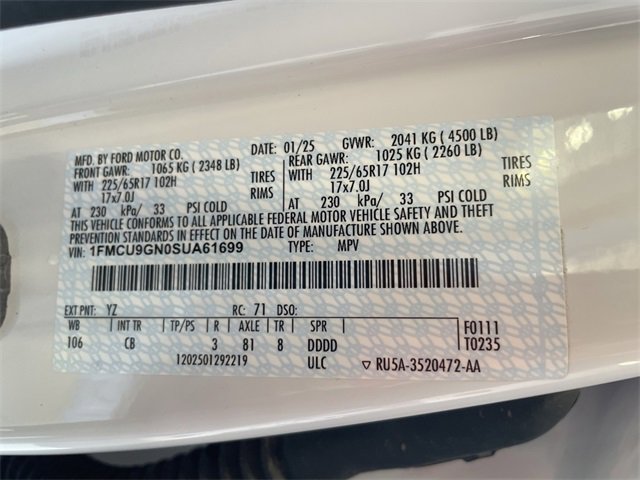 MFD. BY FORD MOTOR CO. DATE: 01/25 GVWR: 2041 KG ( 4500 LB)
FRONT GAWR: 1065 KG ( 2348 LB) REAR GAWR: 1025 KG ( 2260 LB)
WITH 225/65R17 102H TIRES WITH 225/65R17 102H TIRES
17x7.0J RIMS 17x7.0J RIMS
AT 230 kPa/ 33 PSI COLD AT 230 kPa/ 33 PSI COLD
THIS VEHICLE CONFORMS TO ALL APPLICABLE FEDERAL MOTOR VEHICLE SAFETY AND THEFT
PREVENTION STANDARDS IN EFFECT ON THE DATE OF MANUFACTURE SHOWN ABOVE.
VIN: 1FMCU9GN0SUA61699 TYPE: MPV
EXT PNT: YZ RC: 71 DSO:
WB INT TR TP/PS R AXLE TR SPR F0111
106 CB 3 81 8 DDDD T0235
1202501292219 ULC ▽ RU5A-3520472-AA